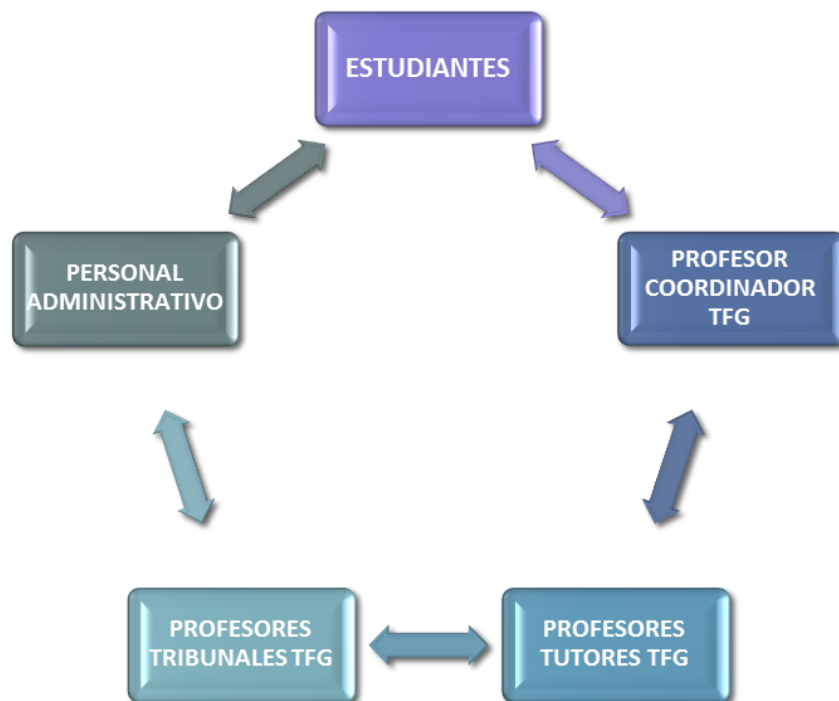 ESTUDIANTES
PERSONAL
ADMINISTRATIVO
PROFESOR
COORDINADOR
TFG
PROFESORES
TRIBUNALES TFG
PROFESORES
TUTORES TFG